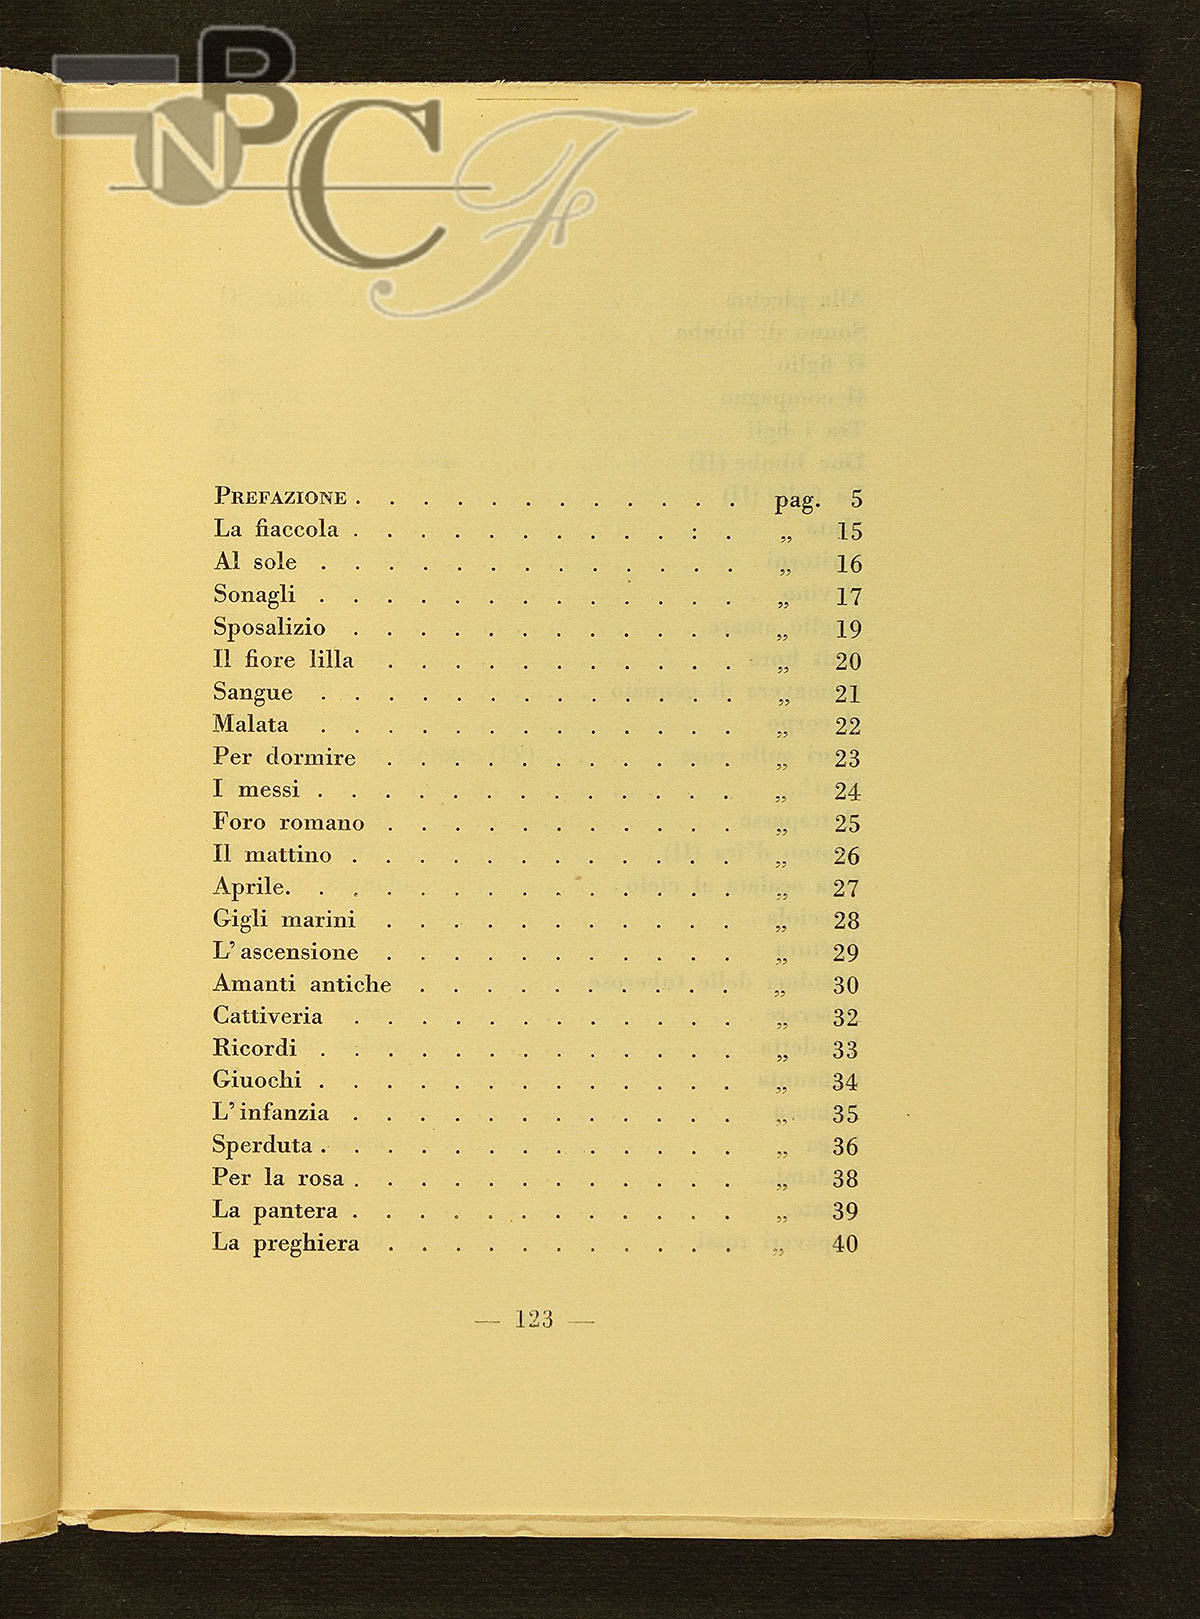 NBCF
PREFAZIONE . . . . . . . . . . . . pag. 5
La fiaccola . . . . . . . . . . : . „ 15
Al sole . . . . . . . . . . . . . „ 16
Sonagli . . . . . . . . . . . . . „ 17
Sposalizio . . . . . . . . . . . . „ 19
Il fiore lilla . . . . . . . . . . . „ 20
Sangue . . . . . . . . . . . . . „ 21
Malata . . . . . . . . . . . . . „ 22
Per dormire . . . . . . . . . . . „ 23
I messi . . . . . . . . . . . . . „ 24
Foro romano . . . . . . . . . . . „ 25
Il mattino . . . . . . . . . . . . „ 26
Aprile. . . . . . . . . . . . . . „ 27
Gigli marini . . . . . . . . . . . „ 28
L'ascensione . . . . . . . . . . . „ 29
Amanti antiche . . . . . . . . . . „ 30
Cattiveria . . . . . . . . . . . . „ 32
Ricordi . . . . . . . . . . . . . „ 33
Giuochi . . . . . . . . . . . . . „ 34
L'infanzia . . . . . . . . . . . . „ 35
Sperduta . . . . . . . . . . . . . „ 36
Per la rosa . . . . . . . . . . . . „ 38
La pantera . . . . . . . . . . . . „ 39
La preghiera . . . . . . . . . . . „ 40
— 123 —